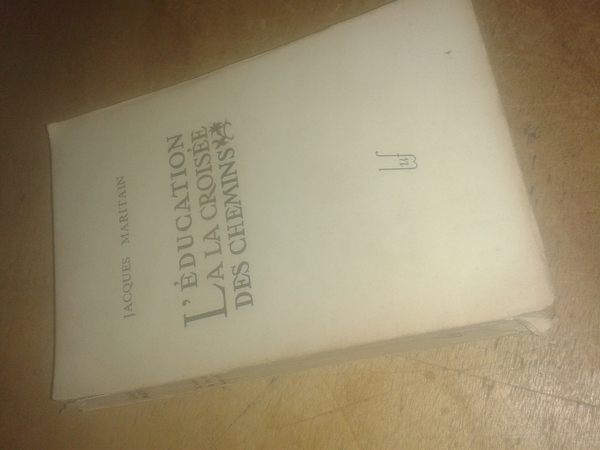 JACQUES MARITAIN
L'ÉDUCATION
A LA CROISÉE
DES CHEMINS